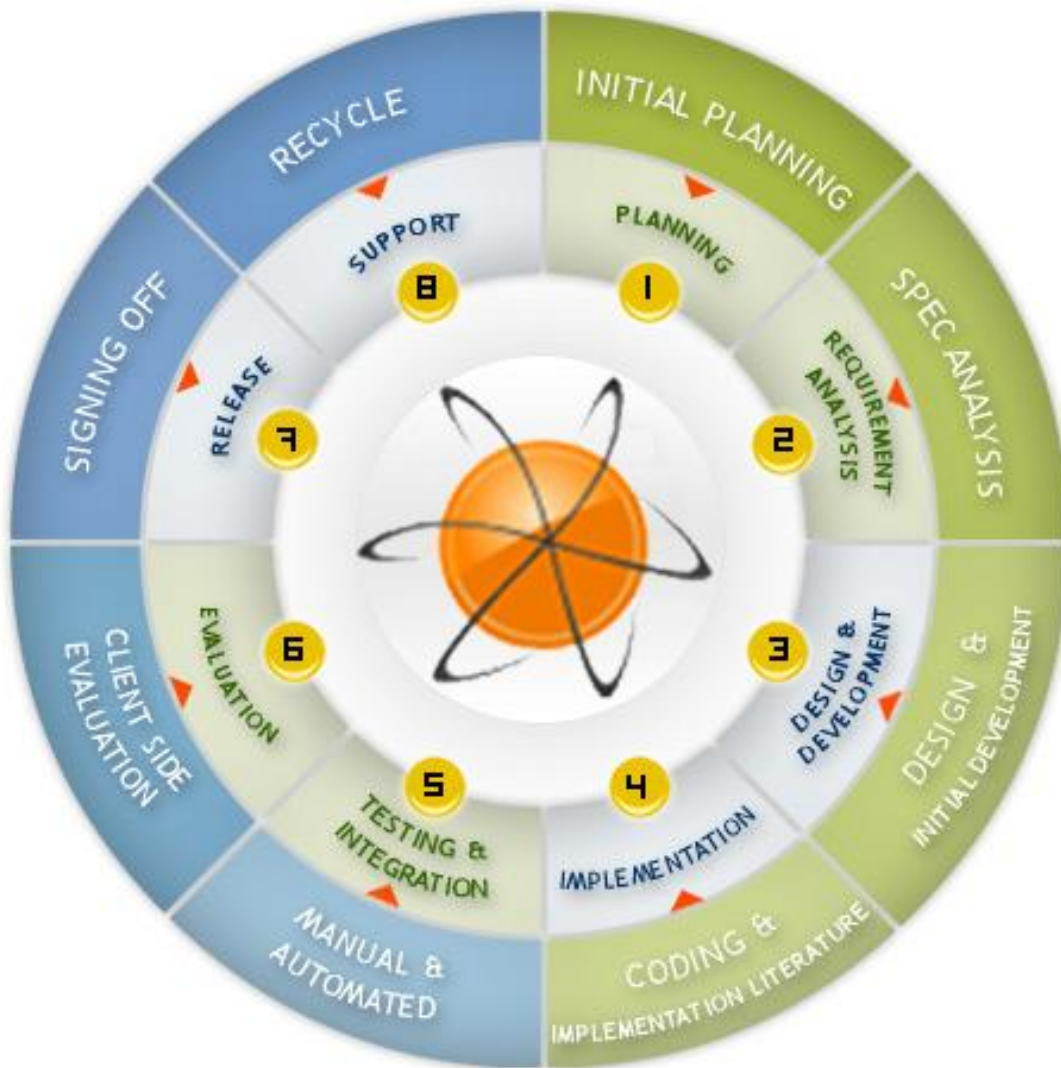 INITIAL PLANNING
PLANNING
1
SPEC ANALYSIS
REQUIREMENT
ANALYSIS
2
DESIGN &
INITIAL DEVELOPMENT
DESIGN &
DEVELOPMENT
3
CODING &
IMPLEMENTATION LITERATURE
IMPLEMENTATION
4
MANUAL &
AUTOMATED
TESTING &
INTEGRATION
5
CLIENT SIDE
EVALUATION
EVALUATION
6
SIGNING OFF
RELEASE
7
RECYCLE
SUPPORT
8